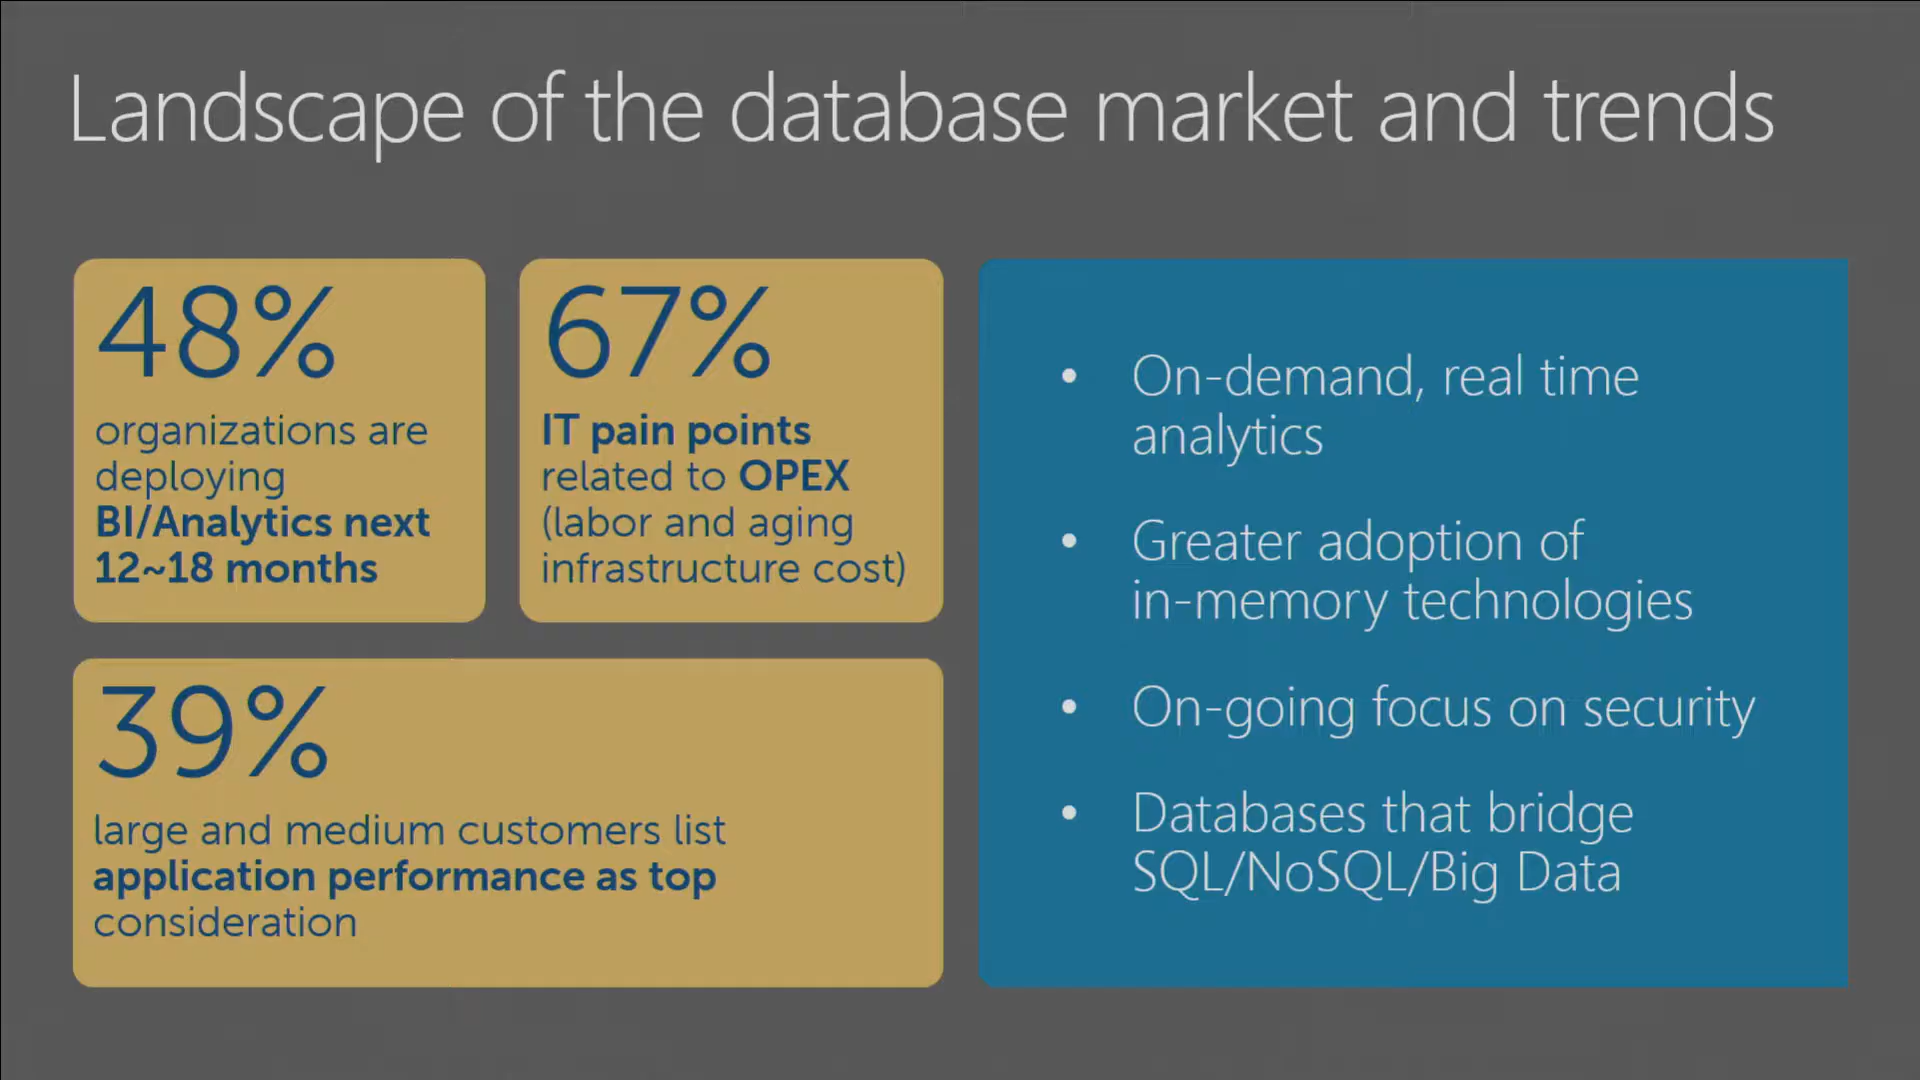 Landscape of the database market and trends
48%
organizations are
deploying
BI/Analytics next
12~18 months
67%
IT pain points
related to OPEX
(labor and aging
infrastructure cost)
39%
large and medium customers list
application performance as top
consideration
• On-demand, real time
analytics
• Greater adoption of
in-memory technologies
• On-going focus on security
• Databases that bridge
SQL/NoSQL/Big Data